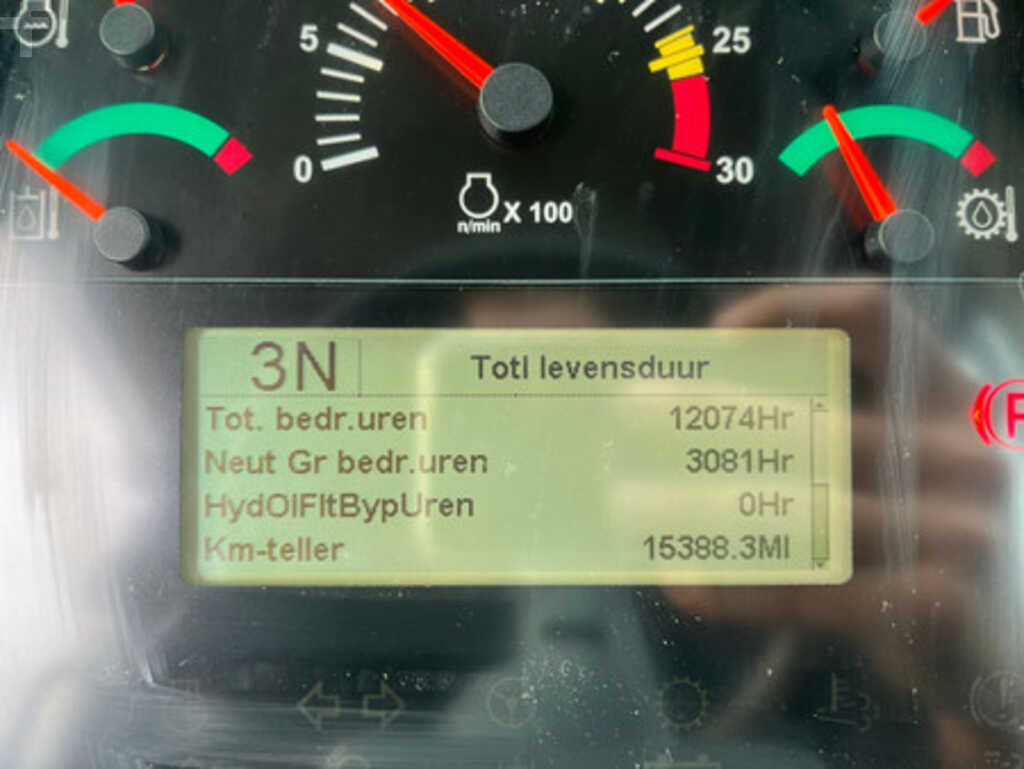 5
25
0
30
X 100
n/min
3N
Totl levensduur
Tot. bedr.uren 12074Hr
Neut Gr bedr.uren 3081Hr
HydOlFltBypUren 0Hr
Km-teller 15388.3MI
P